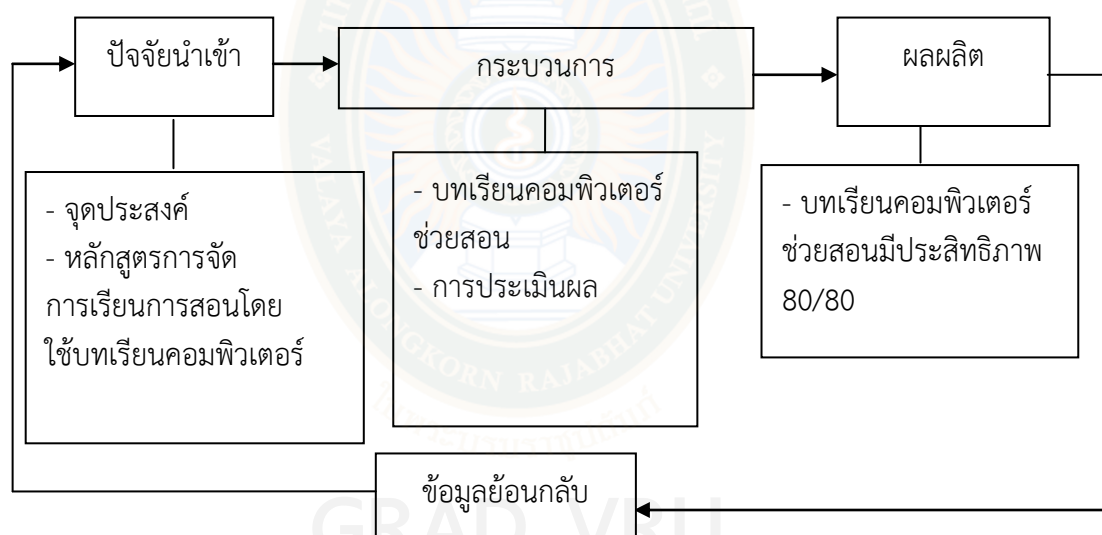 ปัจจัยนำเข้า
กระบวนการ
ผลผลิต
- จุดประสงค์
- หลักสูตรการจัด
การเรียนการสอนโดย
ใช้บทเรียนคอมพิวเตอร์
- บทเรียนคอมพิวเตอร์
ช่วยสอน
- การประเมินผล
- บทเรียนคอมพิวเตอร์
ช่วยสอนมีประสิทธิภาพ
80/80
ข้อมูลย้อนกลับ
VALAYA ALONGKORN RAJABHAT UNIVERSITY
GRAD VRU